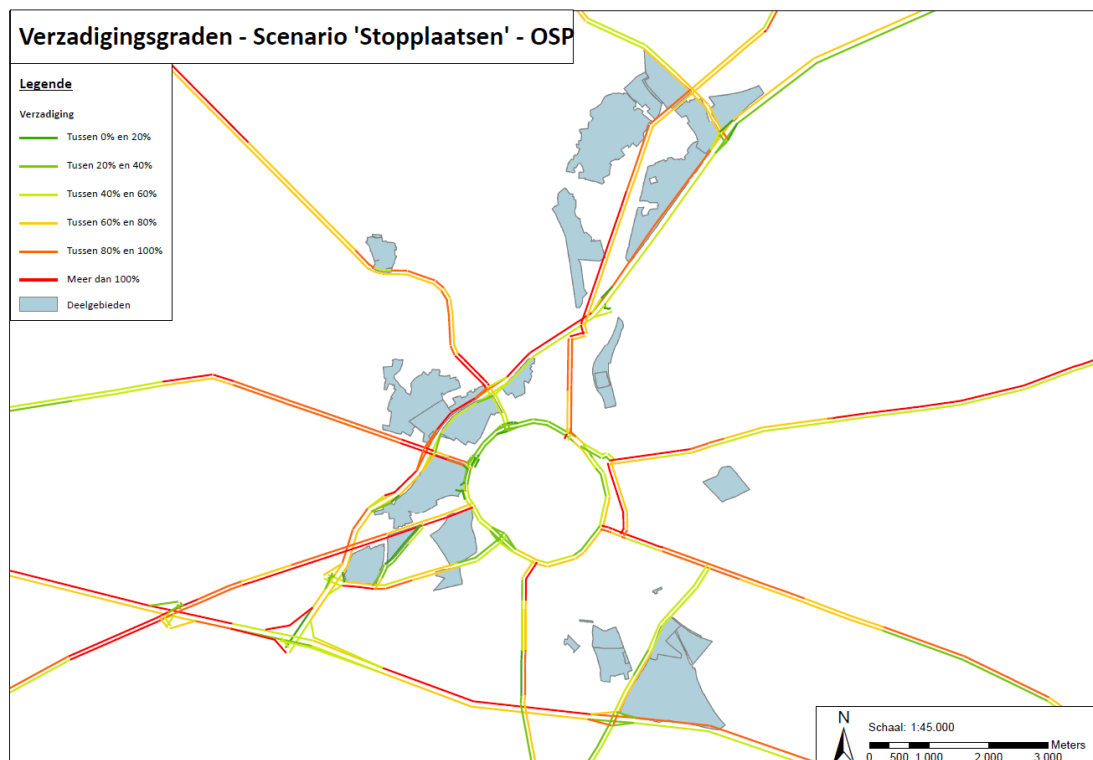 Verzadigingsgraden - Scenario 'Stopplaatsen' - OSP
Legende
Verzadiging
Tussen 0% en 20%
Tusen 20% en 40%
Tussen 40% en 60%
Tussen 60% en 80%
Tussen 80% en 100%
Meer dan 100%
Deelgebieden
N
Schaal: 1:45.000
Meters
0 500 1.000 2.000 3.000